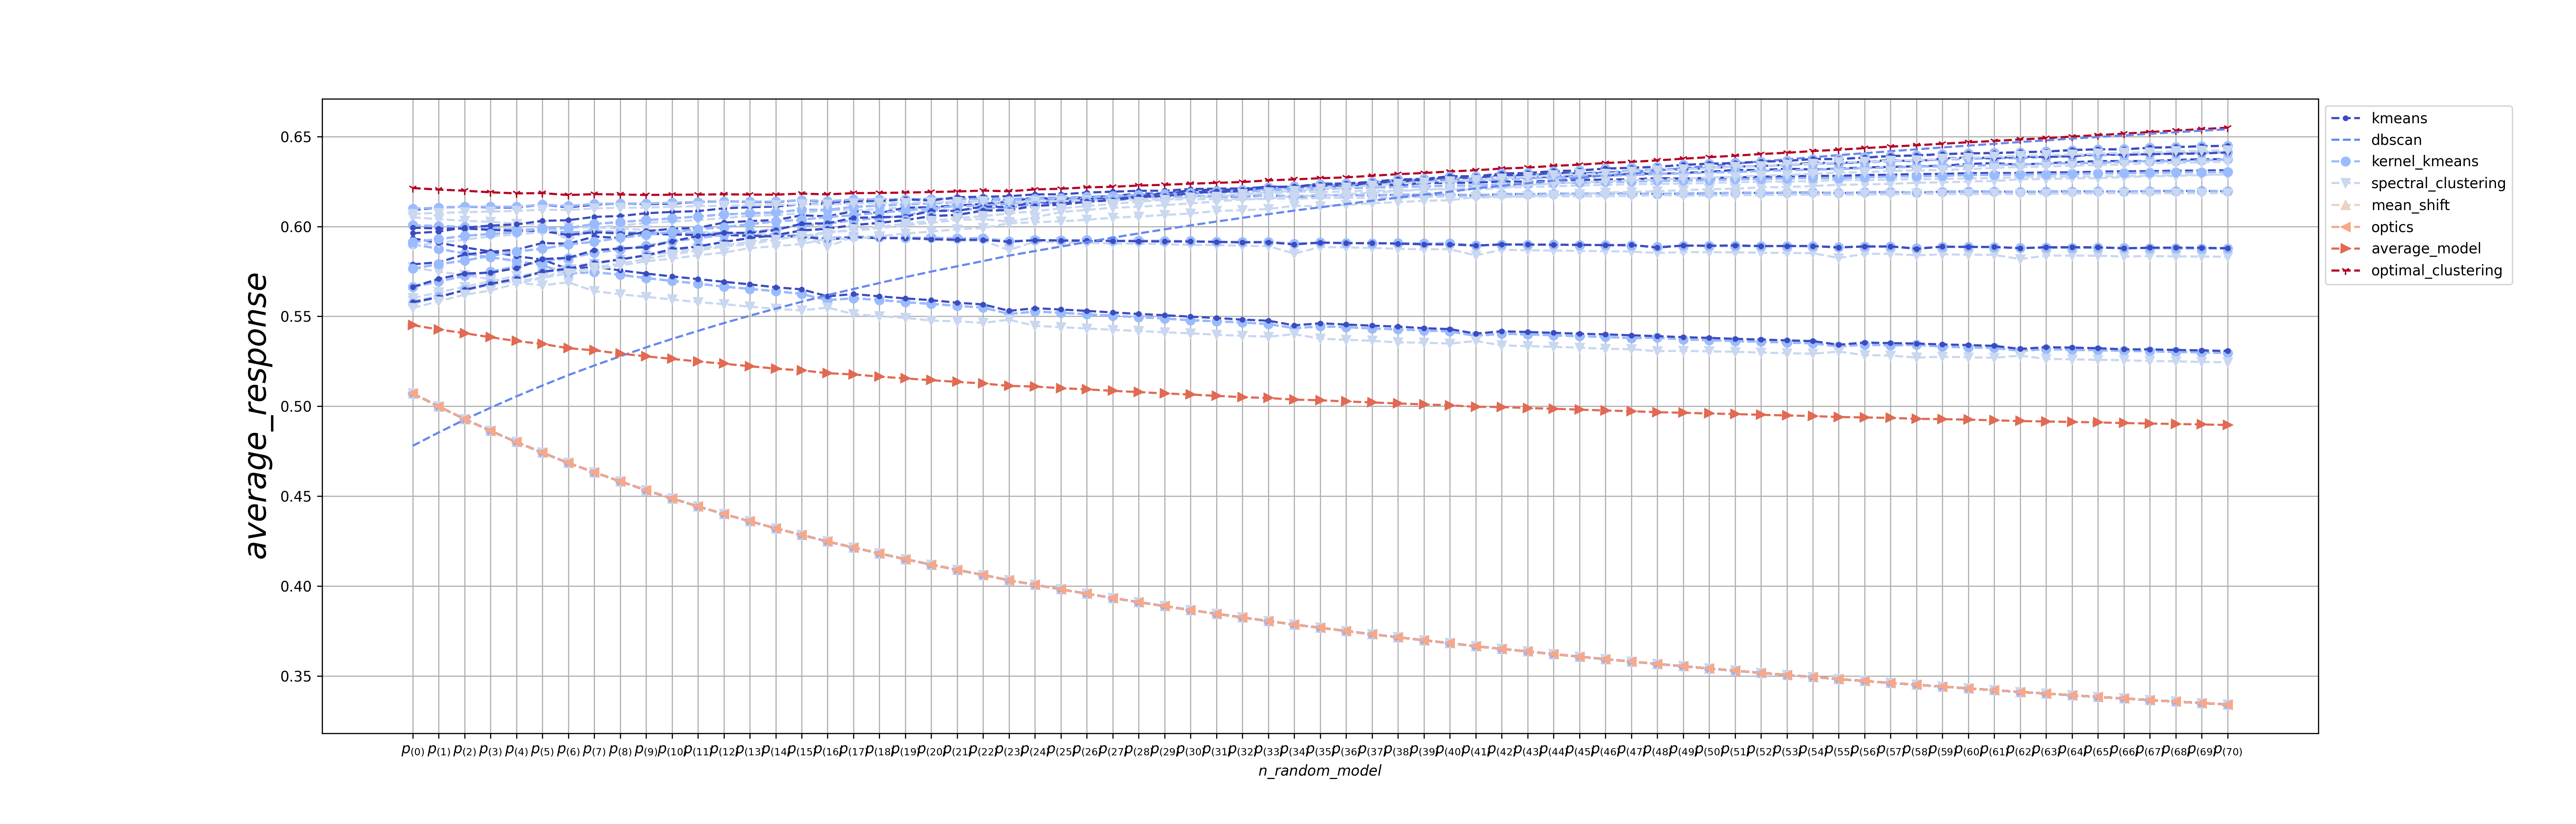 0.65
0.60
0.55
0.50
0.45
0.40
0.35
average_response
p(0) p(1) p(2) p(3) p(4) p(5) p(6) p(7) p(8) p(9) p(10) p(11) p(12) p(13) p(14) p(15) p(16) p(17) p(18) p(19) p(20) p(21) p(22) p(23) p(24) p(25) p(26) p(27) p(28) p(29) p(30) p(31) p(32) p(33) p(34) p(35) p(36) p(37) p(38) p(39) p(40) p(41) p(42) p(43) p(44) p(45) p(46) p(47) p(48) p(49) p(50) p(51) p(52) p(53) p(54) p(55) p(56) p(57) p(58) p(59) p(60) p(61) p(62) p(63) p(64) p(65) p(66) p(67) p(68) p(69) p(70)
n_random_model
kmeans
dbscan
kernel_kmeans
spectral_clustering
mean_shift
optics
average_model
optimal_clustering